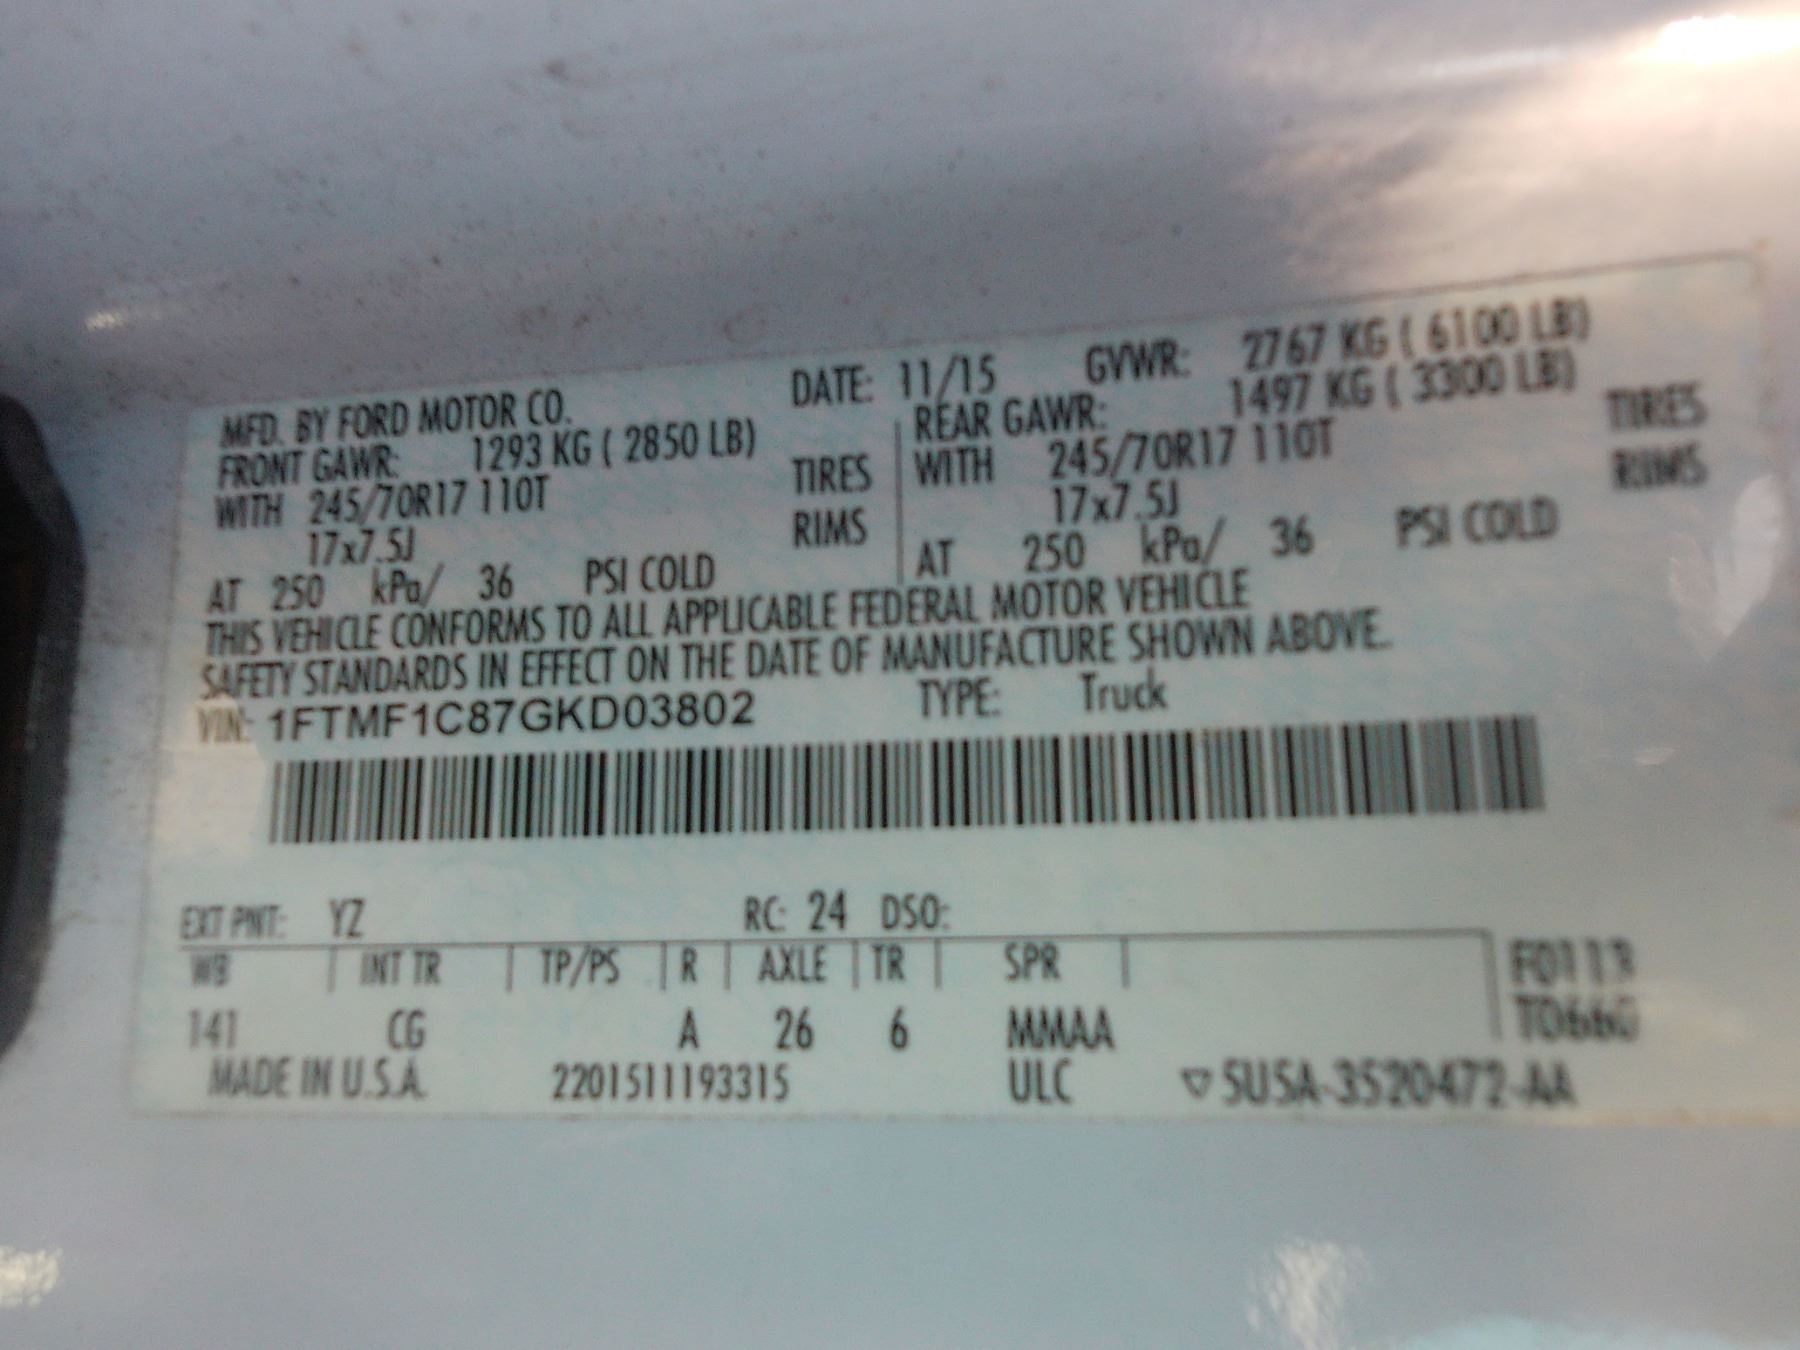 MFD. BY FORD MOTOR CO. DATE: 11/15 GVWR: 2767 KG ( 6100 LB)
FRONT GAWR: 1293 KG ( 2850 LB) REAR GAWR: 1497 KG ( 3300 LB)
WITH 245/70R17 110T TIRES WITH 245/70R17 110T TIRES
17x7.5J RIMS 17x7.5J RIMS
AT 250 kPa/ 36 PSI COLD AT 250 kPa/ 36 PSI COLD
THIS VEHICLE CONFORMS TO ALL APPLICABLE FEDERAL MOTOR VEHICLE
SAFETY STANDARDS IN EFFECT ON THE DATE OF MANUFACTURE SHOWN ABOVE.
VIN: 1FTMF1C87GKD03802 TYPE: Truck
EXT PNT: YZ RC: 24 DSO:
WB INT TR TP/PS R AXLE TR SPR F0113
141 CG A 26 6 MMAA T0660
MADE IN U.S.A. 2201511193315 ULC ▽5U5A-3520472-AA